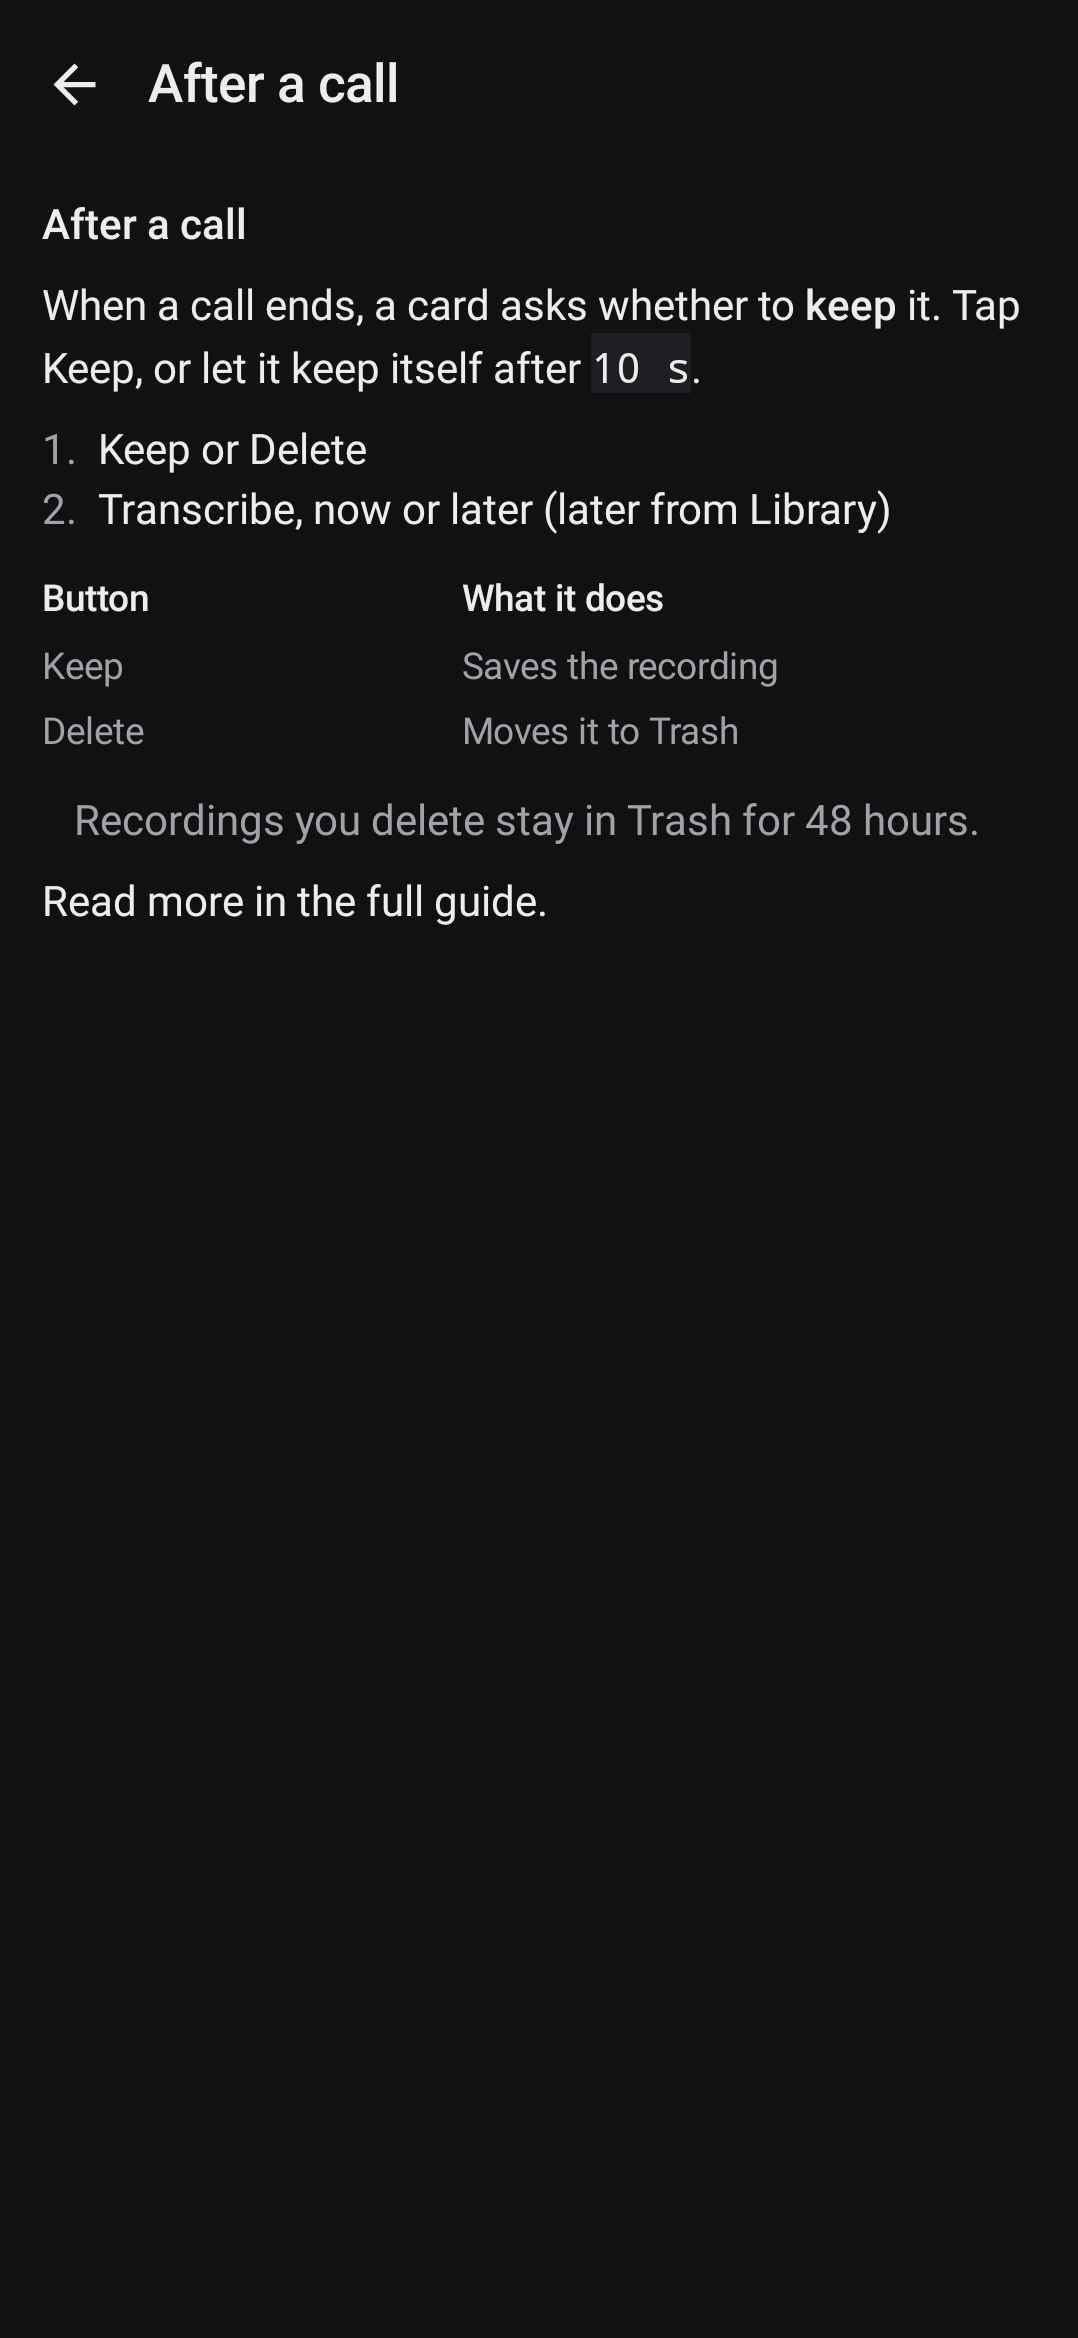 After a call
After a call
When a call ends, a card asks whether to keep it. Tap
Keep, or let it keep itself after 10 s.
1. Keep or Delete
2. Transcribe, now or later (later from Library)
Button What it does
Keep Saves the recording
Delete Moves it to Trash
Recordings you delete stay in Trash for 48 hours.
Read more in the full guide.